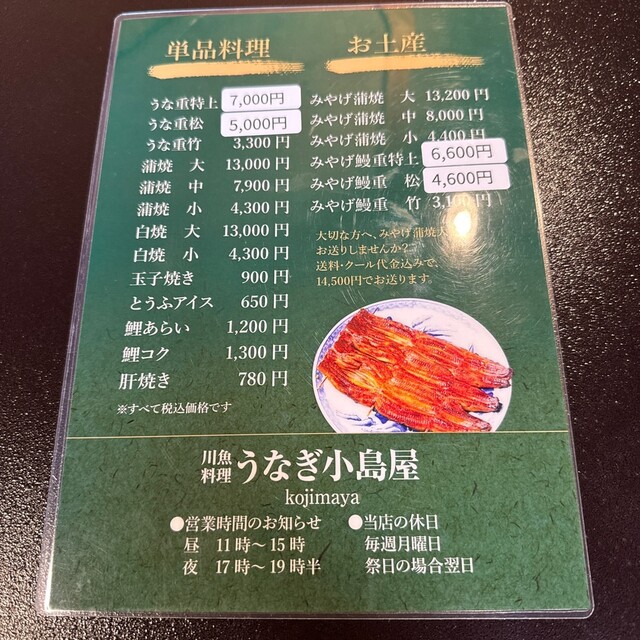 単品料理
うな重特上 7,000円
うな重松 5,000円
うな重竹 3,300円
蒲焼 大 13,000円
蒲焼 中 7,900円
蒲焼 小 4,300円
白焼 大 13,000円
白焼 小 4,300円
玉子焼き 900円
とうふアイス 650円
鯉あらい 1,200円
鯉コク 1,300円
肝焼き 780円
※すべて税込価格です
お土産
みやげ蒲焼 大 13,200円
みやげ蒲焼 中 8,000円
みやげ蒲焼 小 4,400円
みやげ鰻重特上 6,600円
みやげ鰻重 松 4,600円
みやげ鰻重 竹 3,100円
大切な方へ、みやげ蒲焼大
お送りしませんか?
送料・クール代金込みで、
14,500円でお送ります。
川魚料理 うなぎ小島屋
kojimaya
●営業時間のお知らせ
昼 11時〜15時
夜 17時〜19時半
●当店の休日
毎週月曜日
祭日の場合翌日